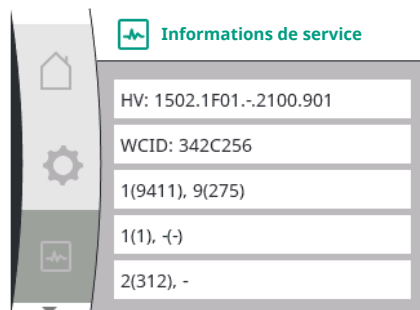 Informations de service
HV: 1502.1F01.-.2100.901
WCID: 342C256
1(9411), 9(275)
1(1), -(-)
2(312), -